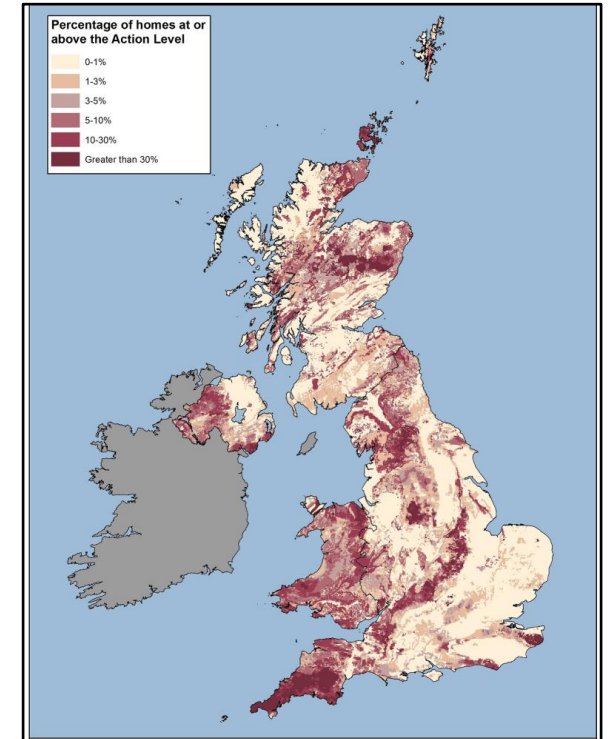 Percentage of homes at or
above the Action Level
0-1%
1-3%
3-5%
5-10%
10-30%
Greater than 30%